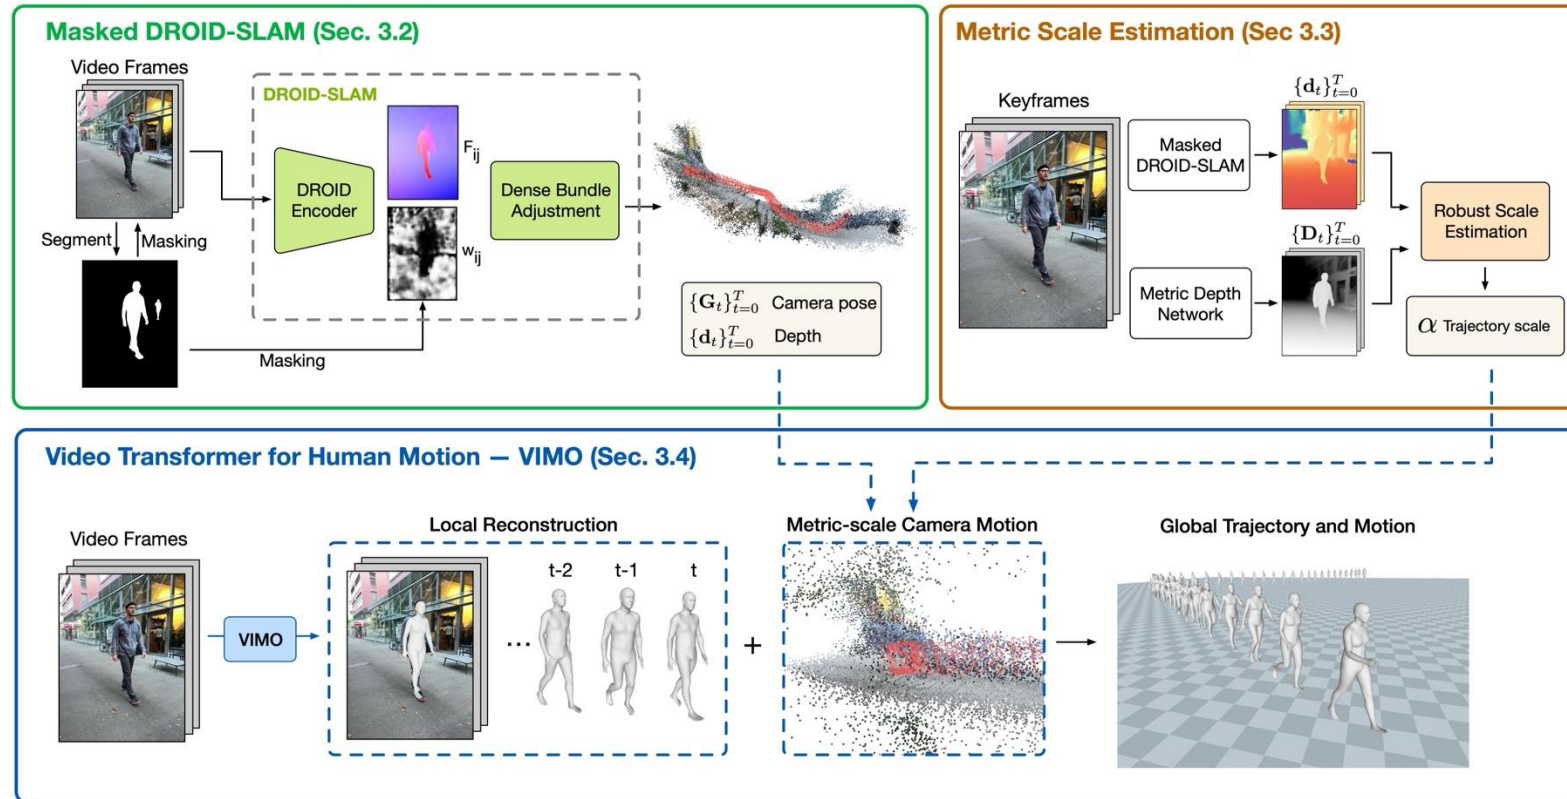 Masked DROID-SLAM (Sec. 3.2)
Video Frames
Segment
Masking
DROID-SLAM
DROID
Encoder
F_ij
w_ij
Dense Bundle
Adjustment
Masking
{G_t}_{t=0}^T Camera pose
{d_t}_{t=0}^T Depth
Metric Scale Estimation (Sec 3.3)
Keyframes
Masked
DROID-SLAM
{d_t}_{t=0}^T
Metric Depth
Network
{D_t}_{t=0}^T
Robust Scale
Estimation
α Trajectory scale
Video Transformer for Human Motion — VIMO (Sec. 3.4)
Video Frames
VIMO
Local Reconstruction
...
t-2
t-1
t
+
Metric-scale Camera Motion
Global Trajectory and Motion